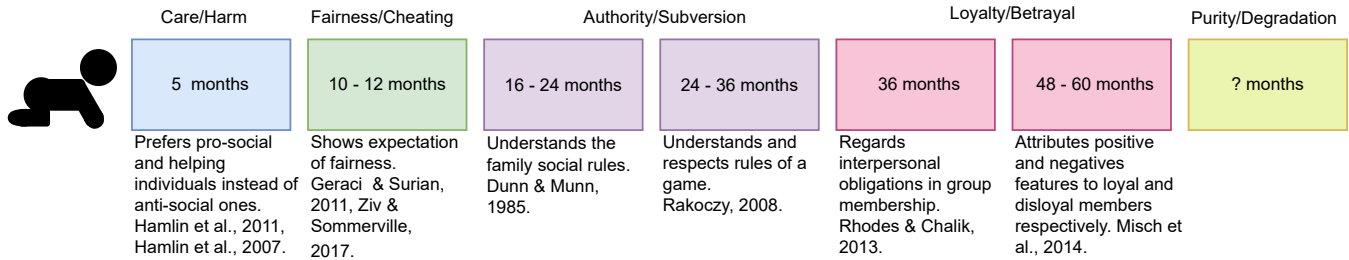 Care/Harm
Fairness/Cheating
Authority/Subversion
Loyalty/Betrayal
Purity/Degradation
5 months
10 - 12 months
16 - 24 months
24 - 36 months
36 months
48 - 60 months
? months
Prefers pro-social
and helping
individuals instead of
anti-social ones.
Hamlin et al., 2011,
Hamlin et al., 2007.
Shows expectation
of fairness.
Geraci & Surian,
2011, Ziv &
Sommerville,
2017.
Understands the
family social rules.
Dunn & Munn,
1985.
Understands and
respects rules of a
game.
Rakoczy, 2008.
Regards
interpersonal
obligations in group
membership.
Rhodes & Chalik,
2013.
Attributes positive
and negatives
features to loyal and
disloyal members
respectively. Misch et
al., 2014.